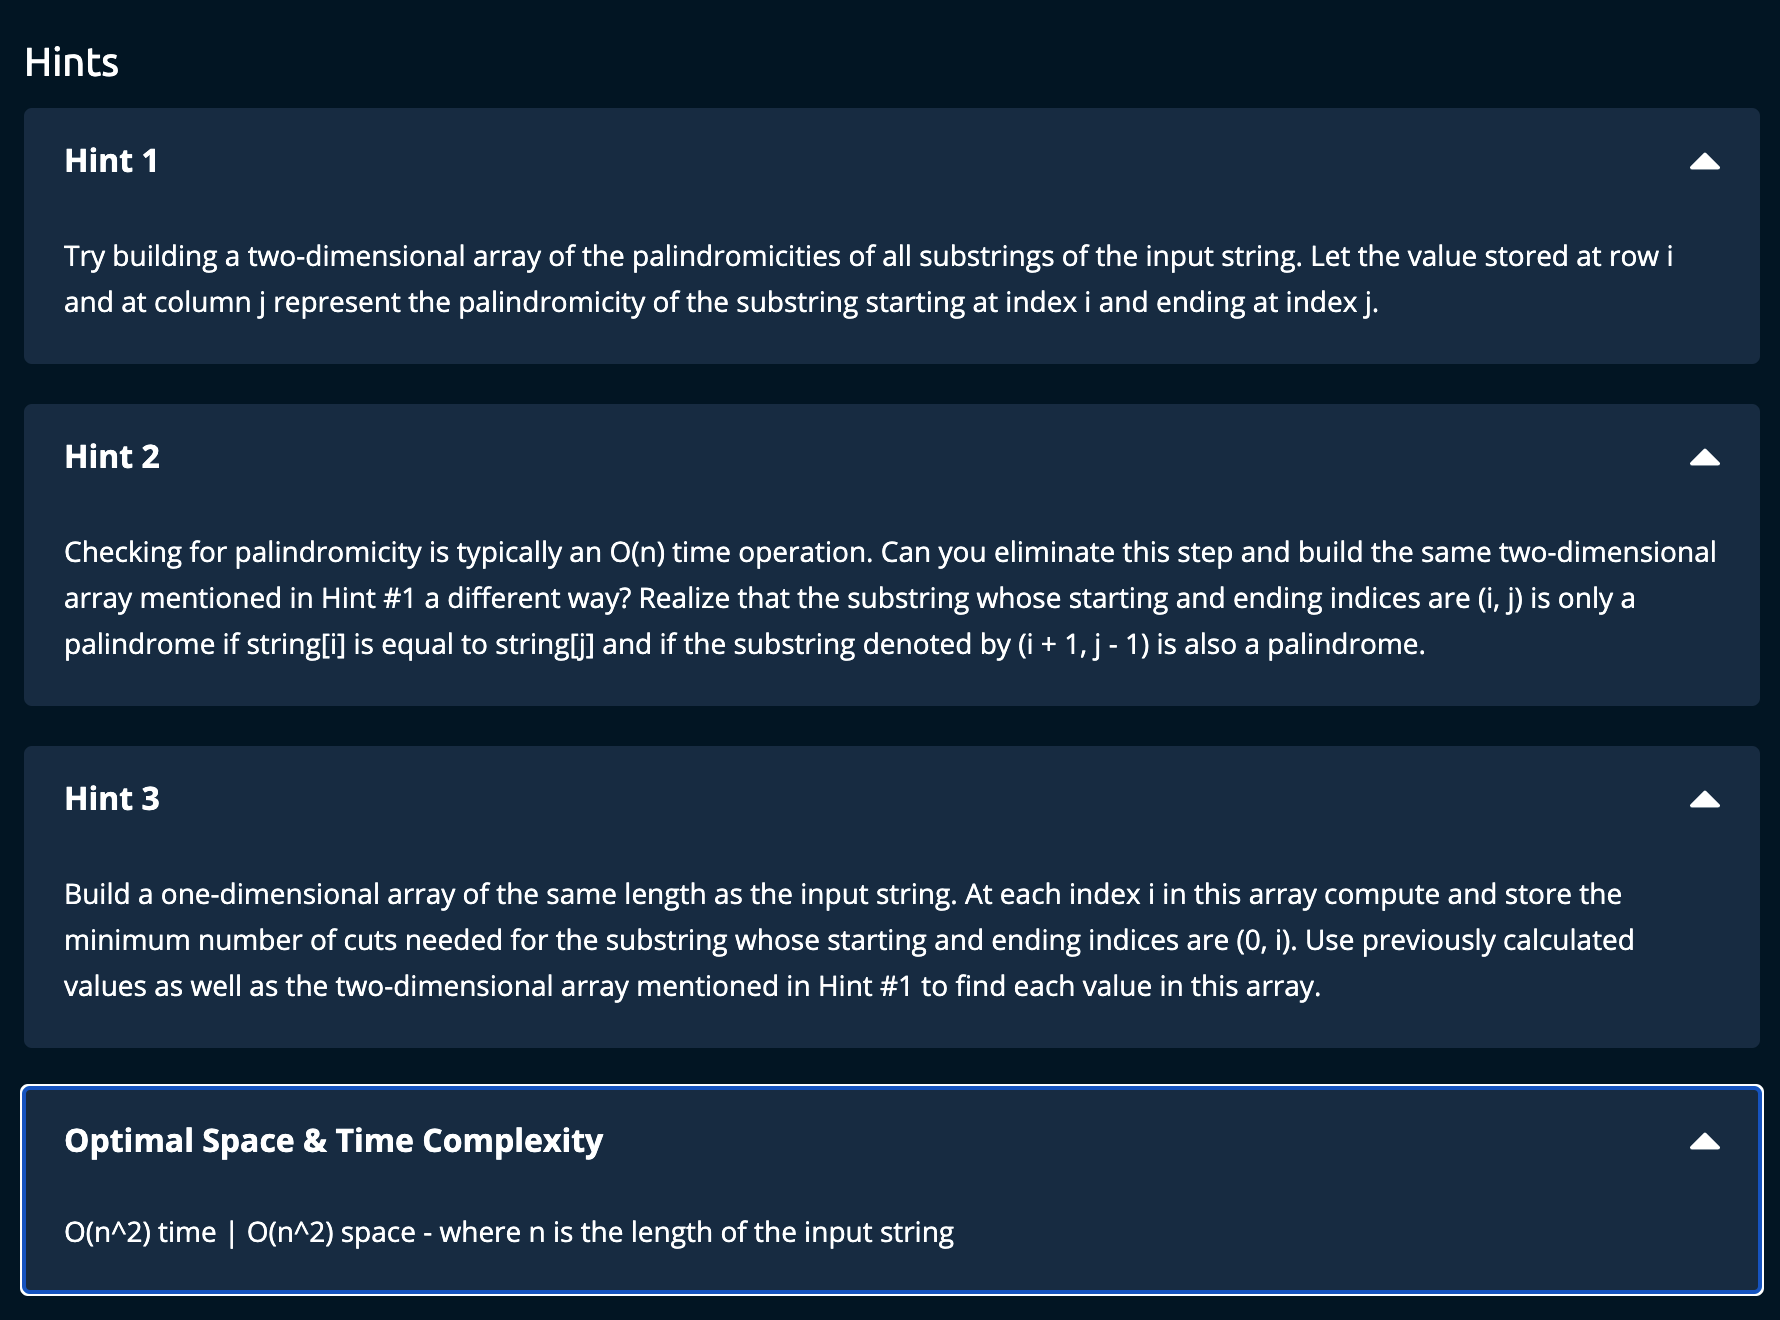 Hints
Hint 1
Try building a two-dimensional array of the palindromicities of all substrings of the input string. Let the value stored at row i
and at column j represent the palindromicity of the substring starting at index i and ending at index j.
Hint 2
Checking for palindromicity is typically an O(n) time operation. Can you eliminate this step and build the same two-dimensional
array mentioned in Hint #1 a different way? Realize that the substring whose starting and ending indices are (i, j) is only a
palindrome if string[i] is equal to string[j] and if the substring denoted by (i + 1, j - 1) is also a palindrome.
Hint 3
Build a one-dimensional array of the same length as the input string. At each index i in this array compute and store the
minimum number of cuts needed for the substring whose starting and ending indices are (0, i). Use previously calculated
values as well as the two-dimensional array mentioned in Hint #1 to find each value in this array.
Optimal Space & Time Complexity
O(n^2) time | O(n^2) space - where n is the length of the input string